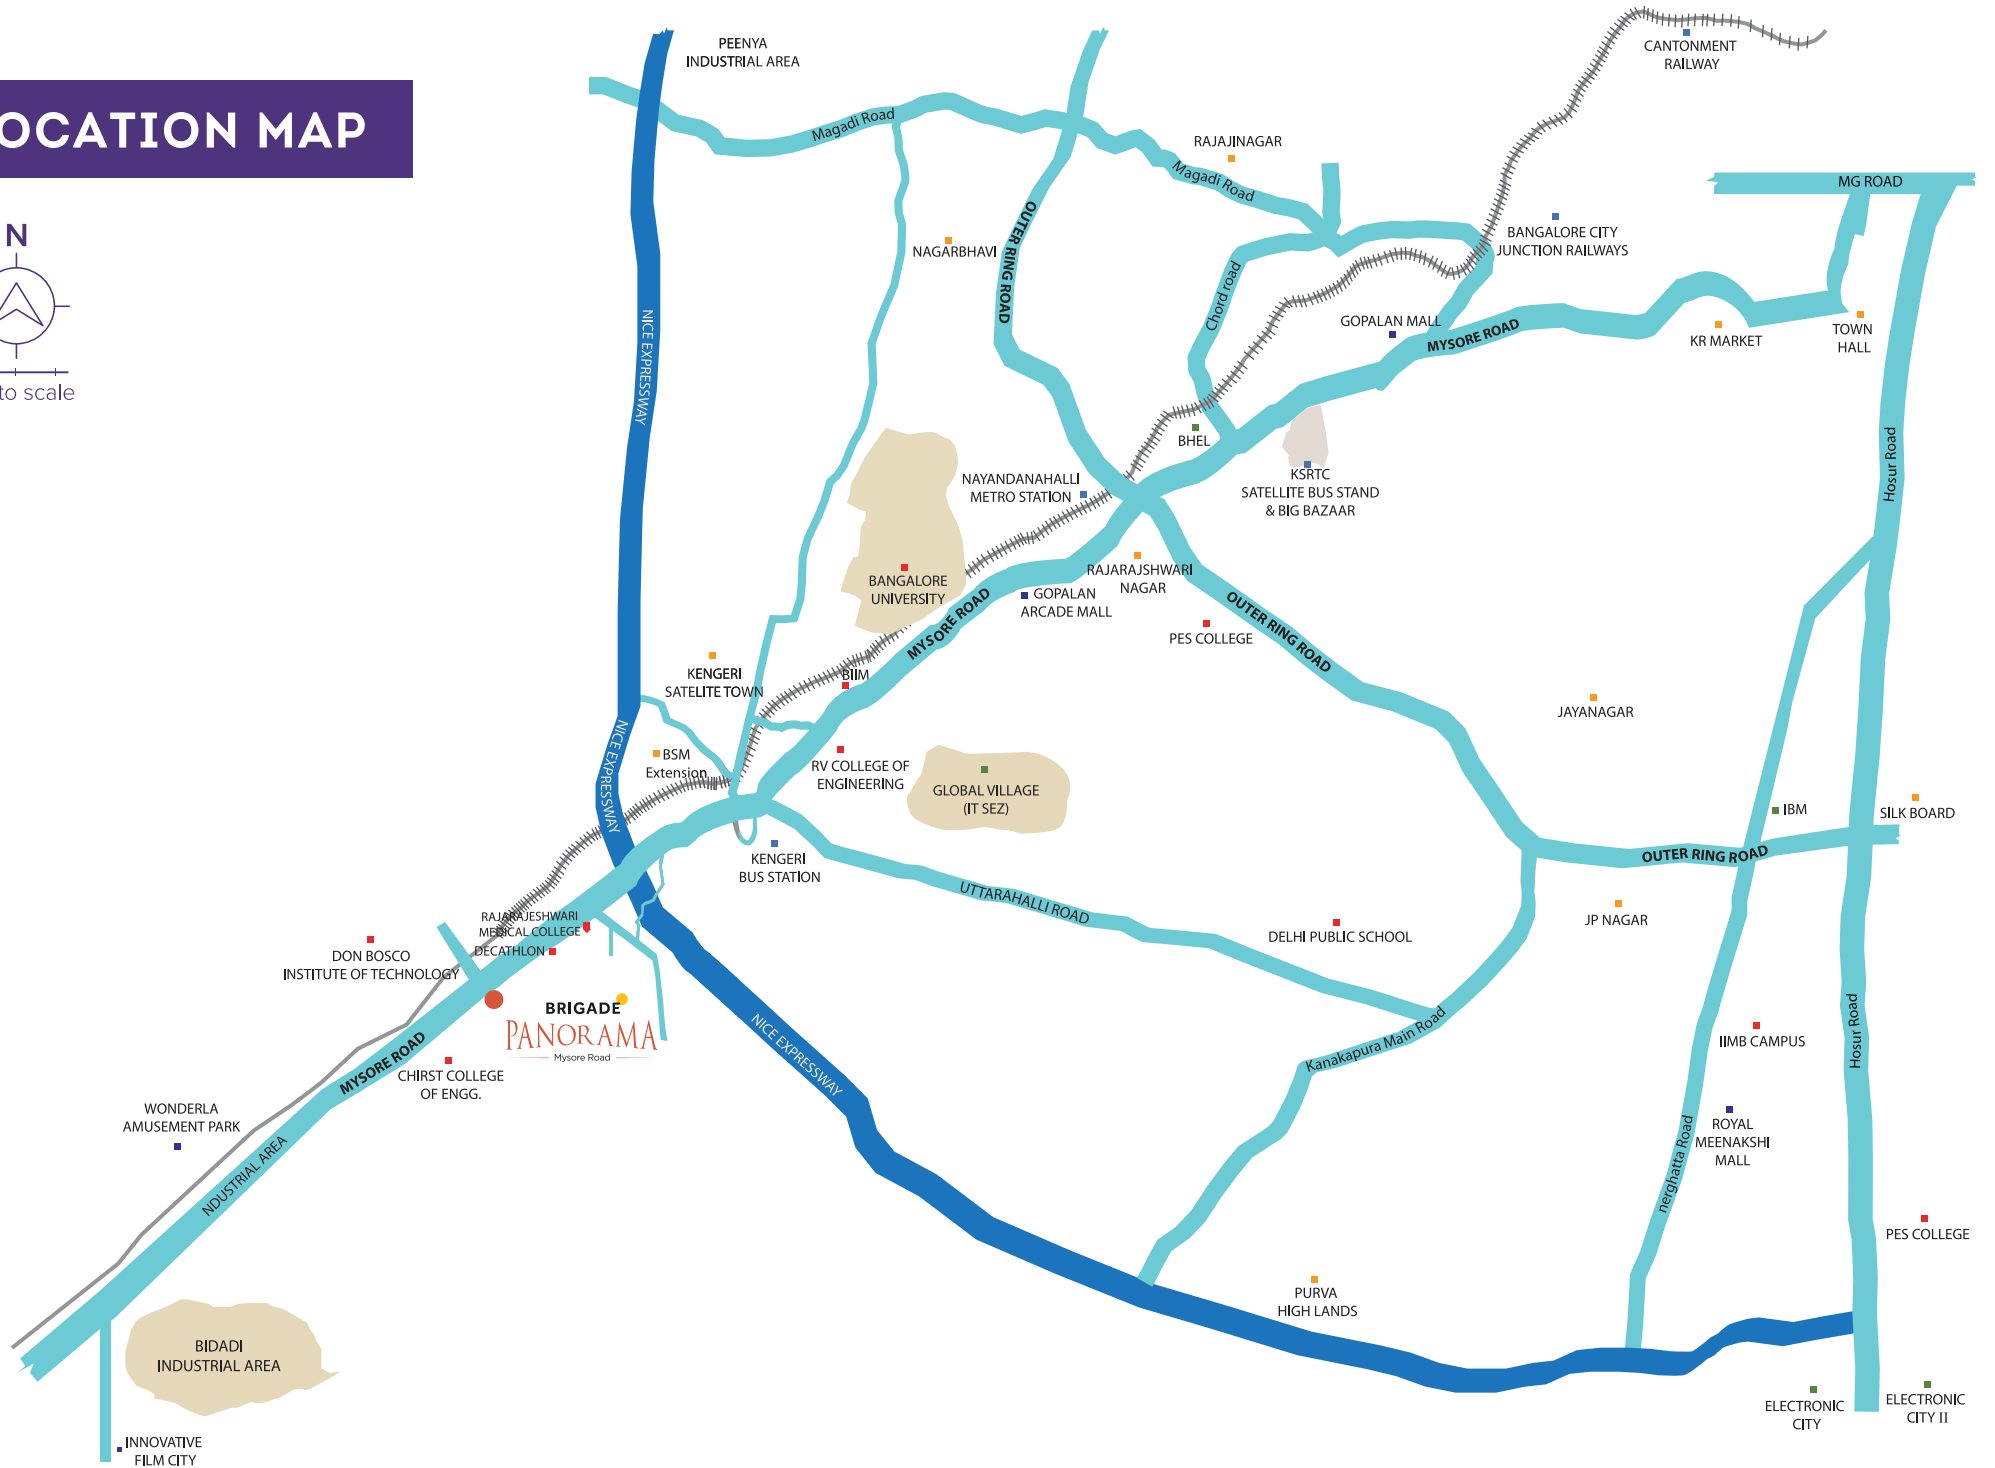 OCATION MAP
N
to scale
PEENYA
INDUSTRIAL AREA
CANTONMENT
RAILWAY
Magadi Road
RAJAJINAGAR
Magadi Road
MG ROAD
NAGARBHAVI
OUTER RING ROAD
BANGALORE CITY
JUNCTION RAILWAYS
Chord road
NICE EXPRESSWAY
GOPALAN MALL
MYSORE ROAD
KR MARKET
TOWN
HALL
BHEL
Hosur Road
NAYANDANAHALLI
METRO STATION
KSRTC
SATELLITE BUS STAND
& BIG BAZAAR
BANGALORE
UNIVERSITY
RAJARAJSHWARI
NAGAR
GOPALAN
ARCADE MALL
MYSORE ROAD
OUTER RING ROAD
PES COLLEGE
KENGERI
SATELITE TOWN
BIIM
JAYANAGAR
NICE EXPRESSWAY
BSM
Extension
RV COLLEGE OF
ENGINEERING
GLOBAL VILLAGE
(IT SEZ)
IBM
SILK BOARD
KENGERI
BUS STATION
OUTER RING ROAD
UTTARAHALLI ROAD
JP NAGAR
RAJARAJESHWARI
MEDICAL COLLEGE
DECATHLON
DON BOSCO
INSTITUTE OF TECHNOLOGY
DELHI PUBLIC SCHOOL
BRIGADE
PANORAMA
Mysore Road
NICE EXPRESSWAY
Kanakapura Main Road
IIMB CAMPUS
Hosur Road
MYSORE ROAD
CHIRST COLLEGE
OF ENGG.
WONDERLA
AMUSEMENT PARK
ROYAL
MEENAKSHI
MALL
nerghatta Road
NDUSTRIAL AREA
PES COLLEGE
PURVA
HIGH LANDS
BIDADI
INDUSTRIAL AREA
ELECTRONIC
CITY
ELECTRONIC
CITY II
INNOVATIVE
FILM CITY